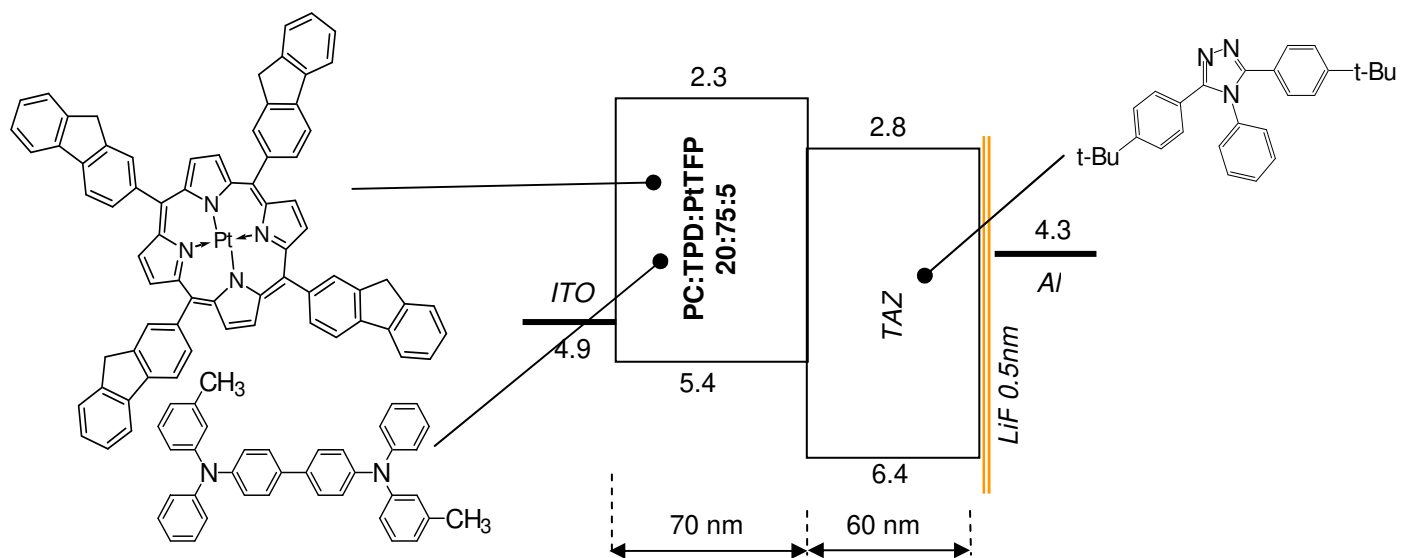 N
N
Pt
N
N
CH3
N
N
CH3
2.3
PC:TPD:PtTFP
20:75:5
ITO
4.9
5.4
2.8
TAZ
6.4
LiF 0.5nm
4.3
Al
N
N
N
t-Bu
t-Bu
70 nm
60 nm